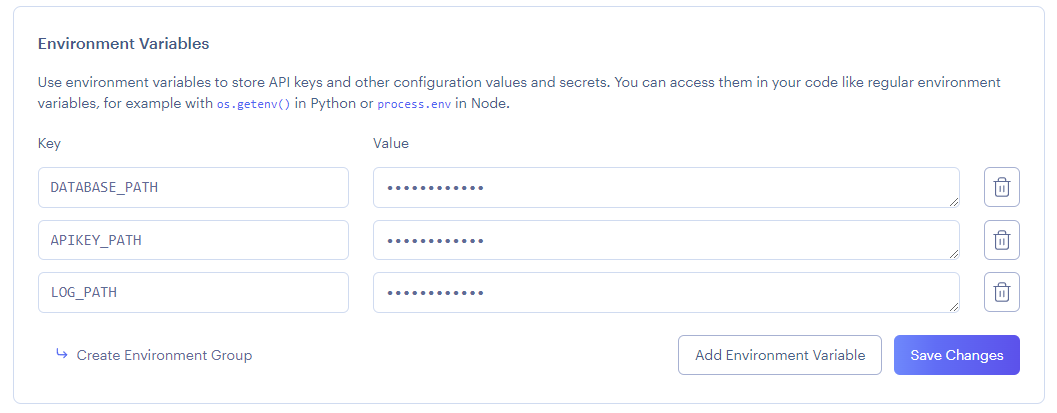 Environment Variables
Use environment variables to store API keys and other configuration values and secrets. You can access them in your code like regular environment
variables, for example with os.getenv() in Python or process.env in Node.
Key Value
DATABASE_PATH ••••••••••••
APIKEY_PATH ••••••••••••
LOG_PATH ••••••••••••
Create Environment Group Add Environment Variable Save Changes